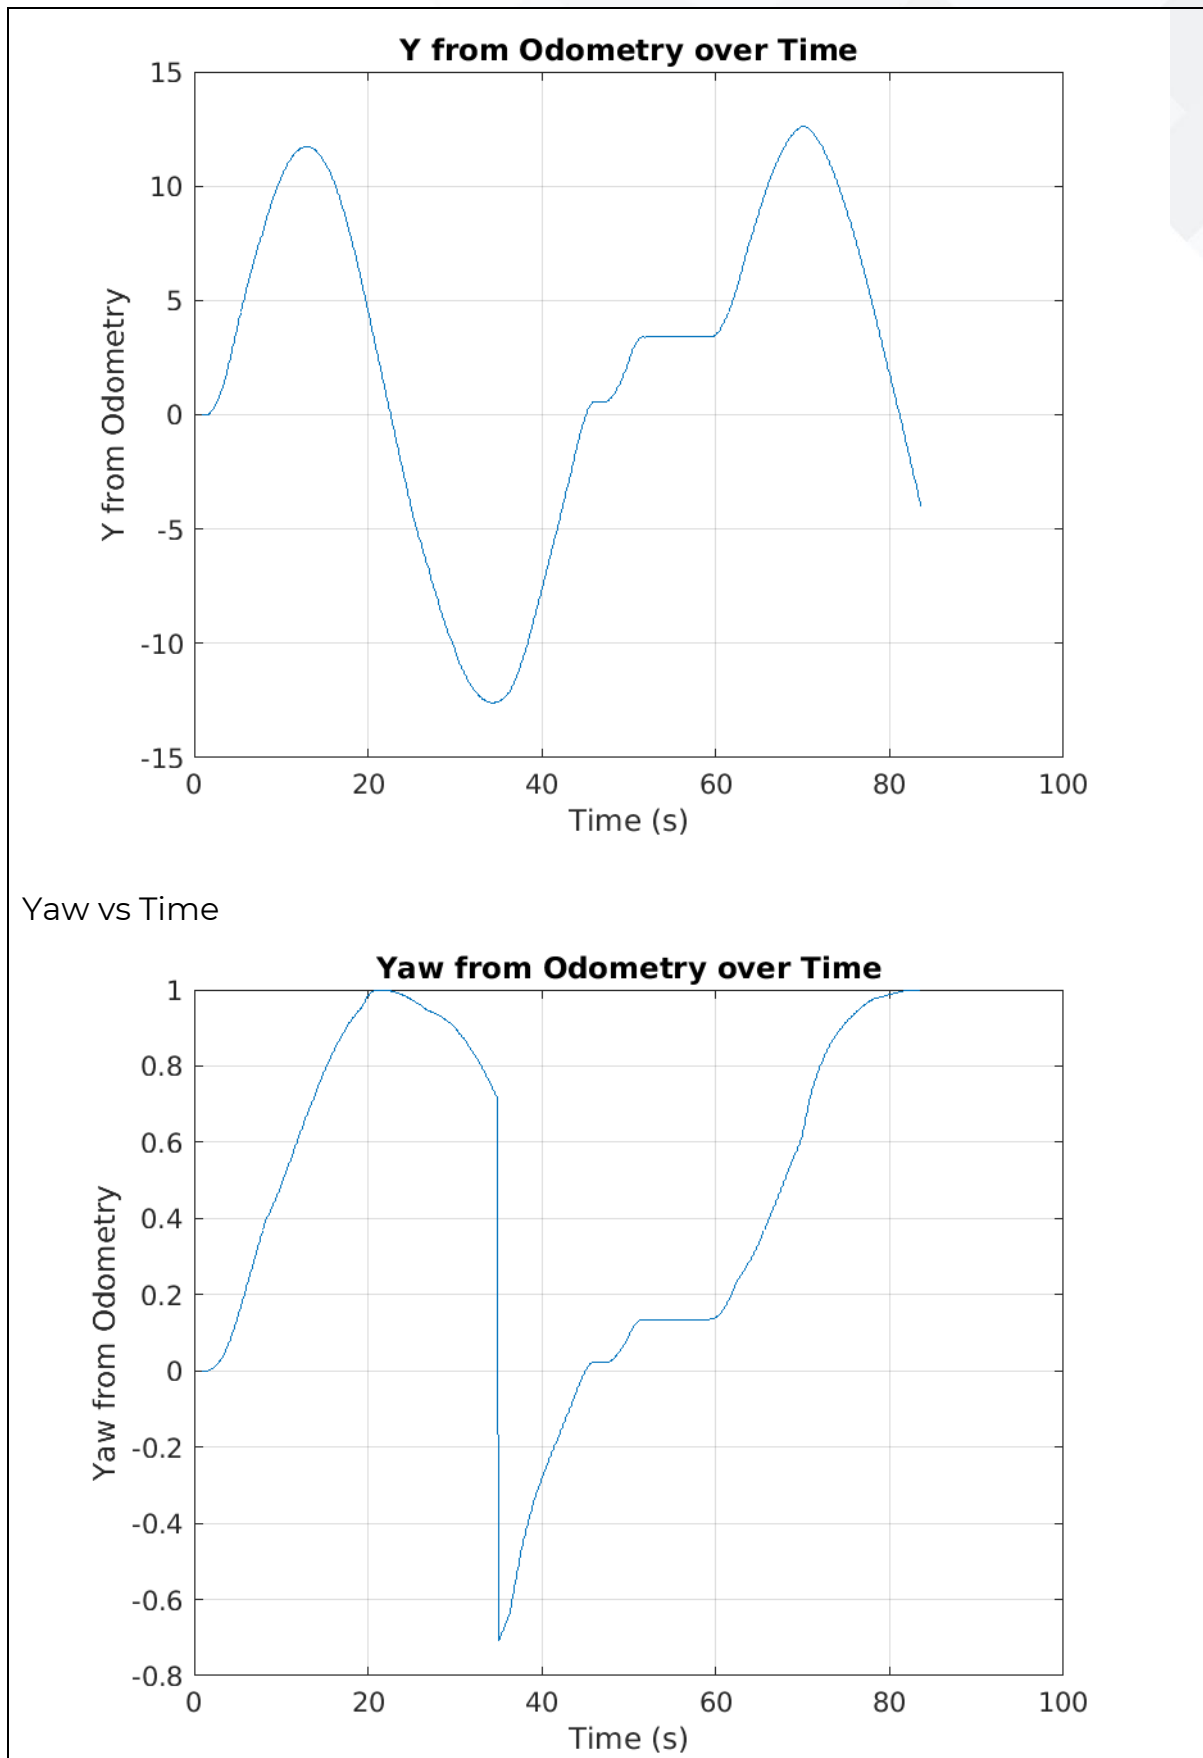 Y from Odometry over Time
15
10
5
0
-5
-10
-15
Y from Odometry
0 20 40 60 80 100
Time (s)
Yaw vs Time
Yaw from Odometry over Time
1
0.8
0.6
0.4
0.2
0
-0.2
-0.4
-0.6
-0.8
Yaw from Odometry
0 20 40 60 80 100
Time (s)